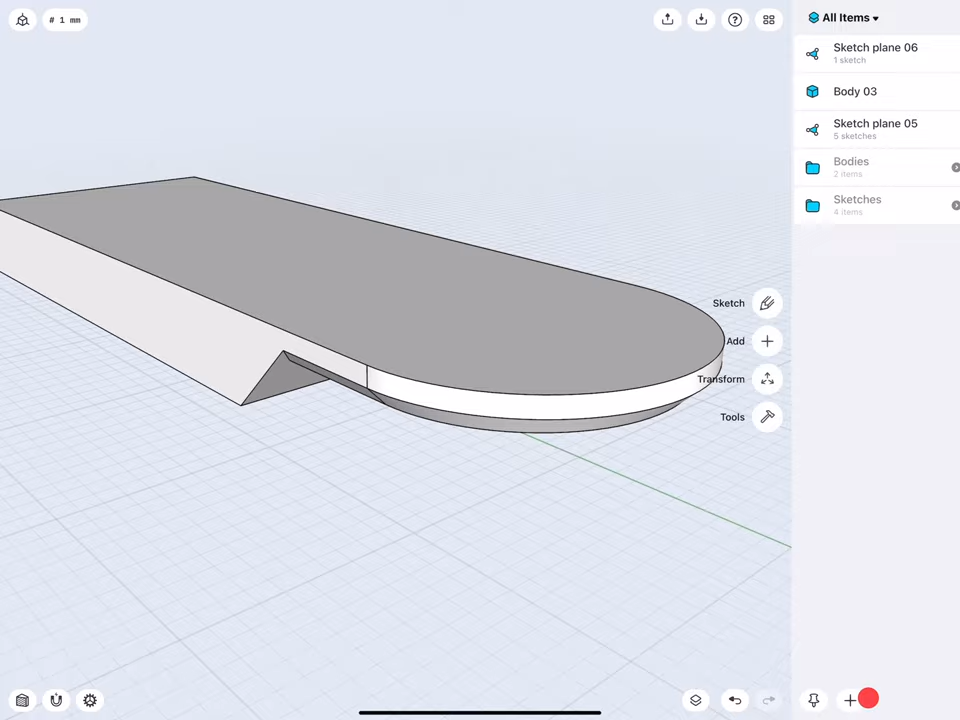 # 1 mm
All Items
Sketch plane 06
1 sketch
Body 03
Sketch plane 05
5 sketches
Bodies
2 items
Sketches
4 items
Sketch
Add
Transform
Tools